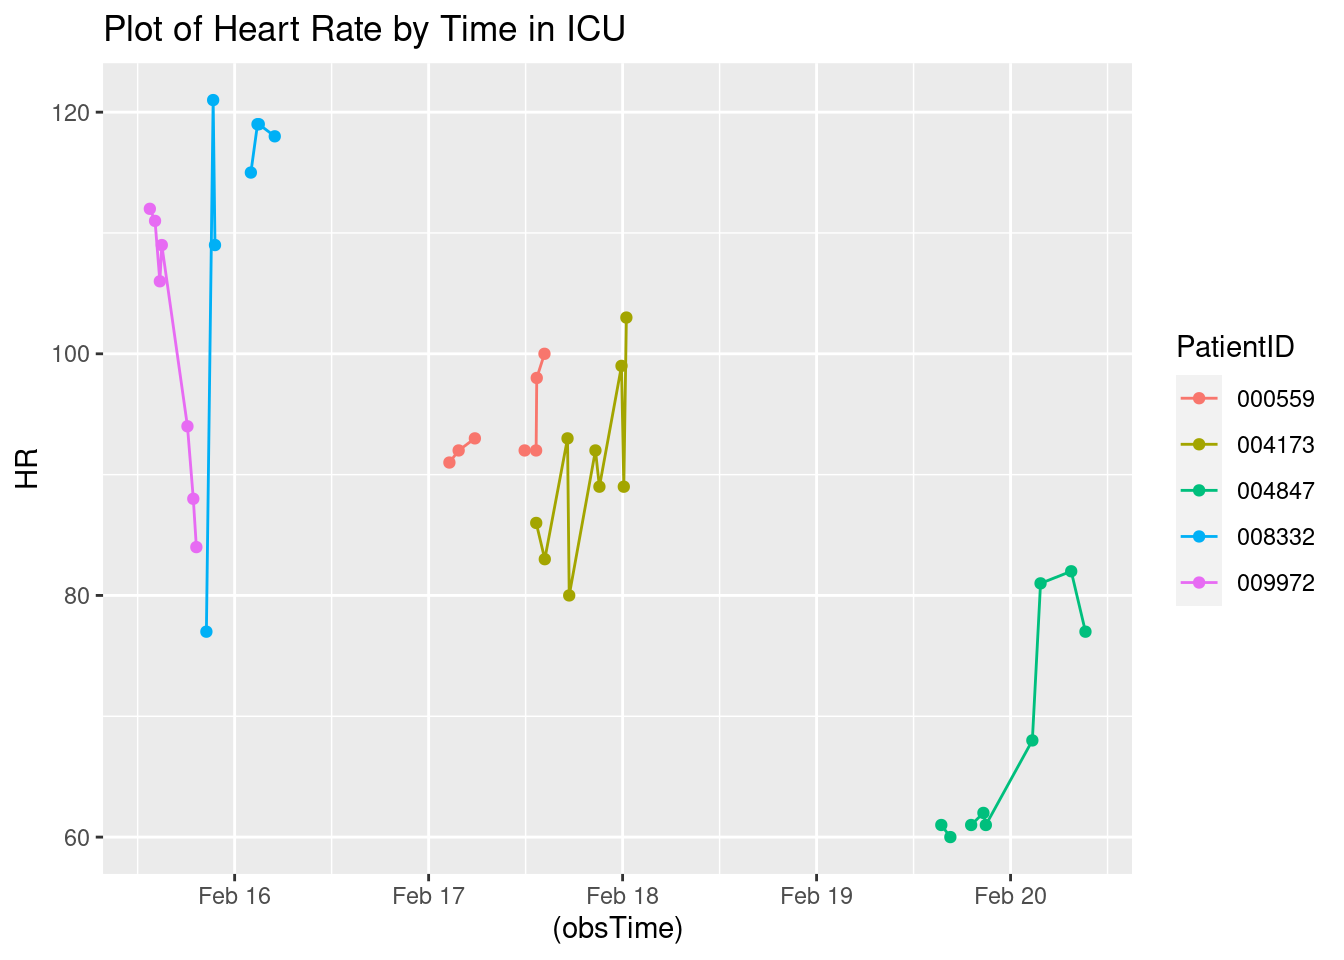 Plot of Heart Rate by Time in ICU
120
100
80
60
HR
Feb 16
Feb 17
Feb 18
Feb 19
Feb 20
(obsTime)
PatientID
000559
004173
004847
008332
009972